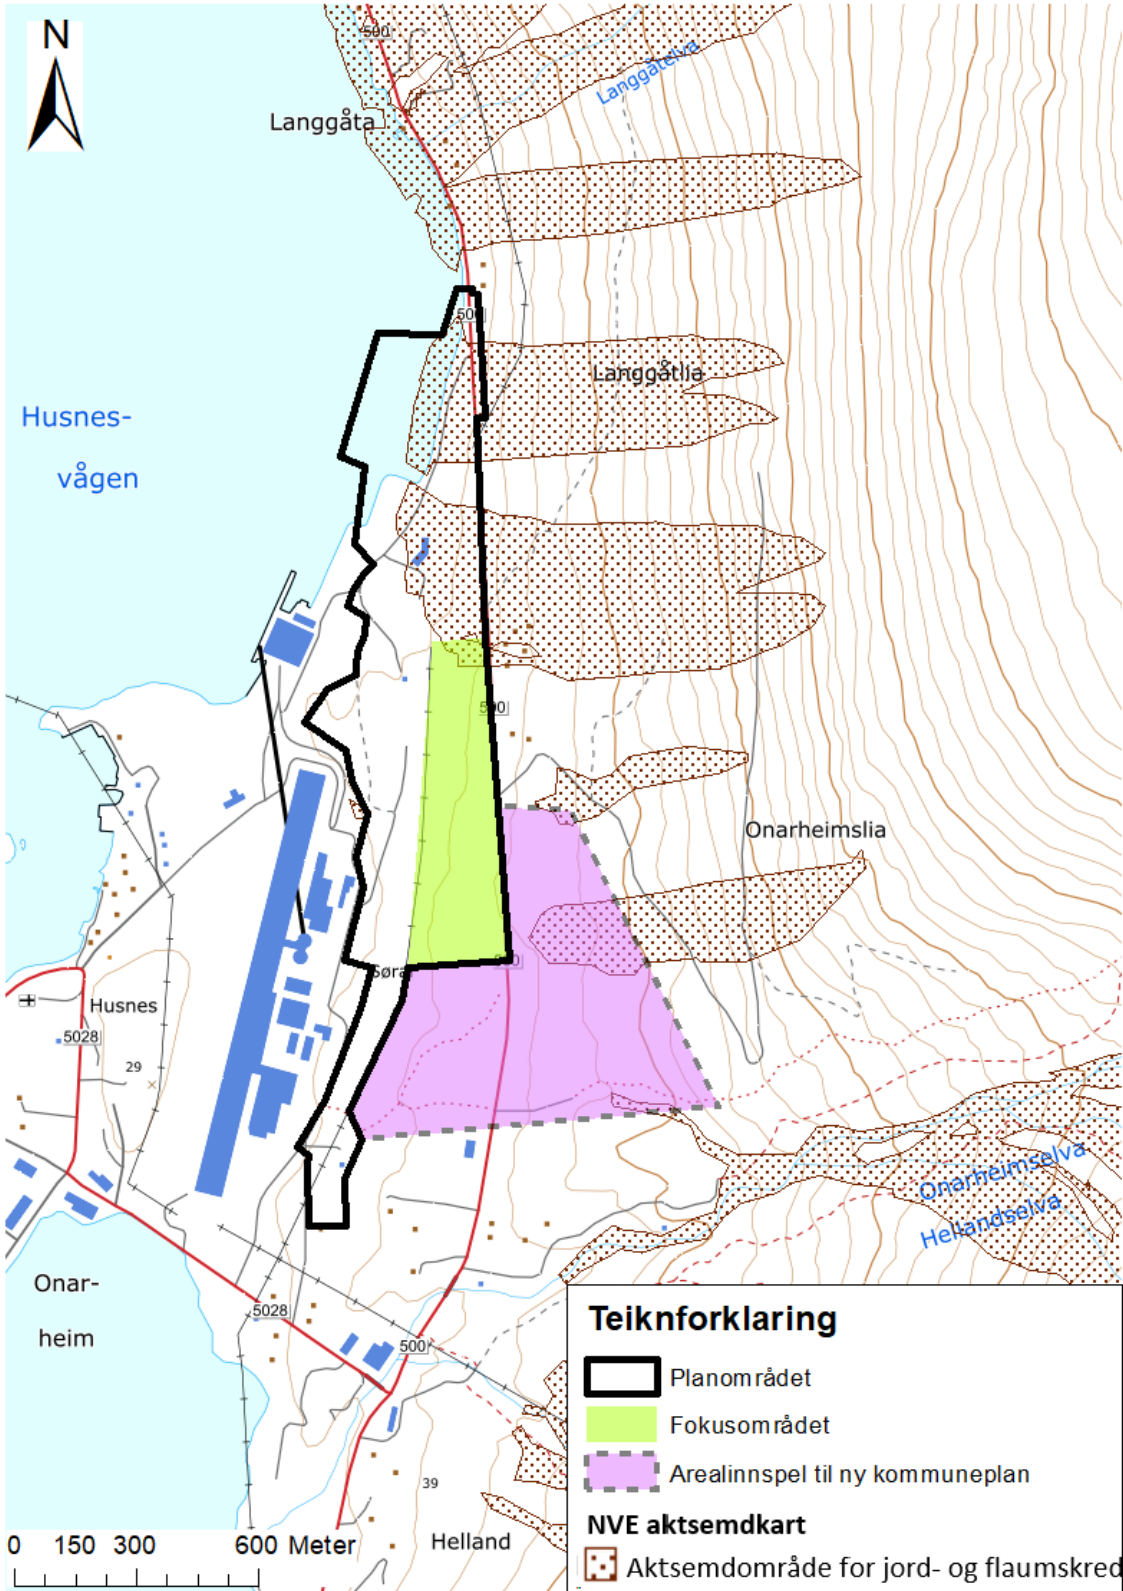 N
500
Langgåtelva
Langgåta
500
Langgåtlia
Husnes-
vågen
500
Onarheimslia
Søra
500
Husnes
5028
29
Onarheimselva
Hellandselva
Onar-
heim
5028
500
39
Helland
0 150 300 600 Meter
Teiknforklaring
Planområdet
Fokusområdet
Arealinnspel til ny kommuneplan
NVE aktsemdkart
Aktsemdområde for jord- og flaumskred